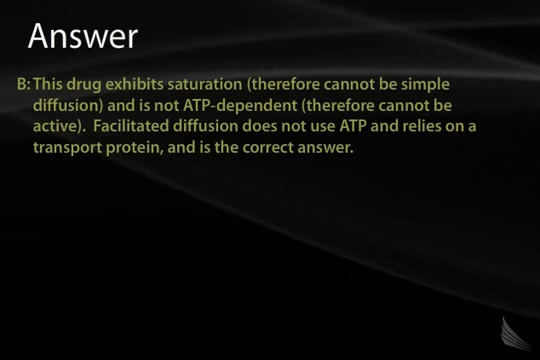 Answer
B: This drug exhibits saturation (therefore cannot be simple
diffusion) and is not ATP-dependent (therefore cannot be
active). Facilitated diffusion does not use ATP and relies on a
transport protein, and is the correct answer.